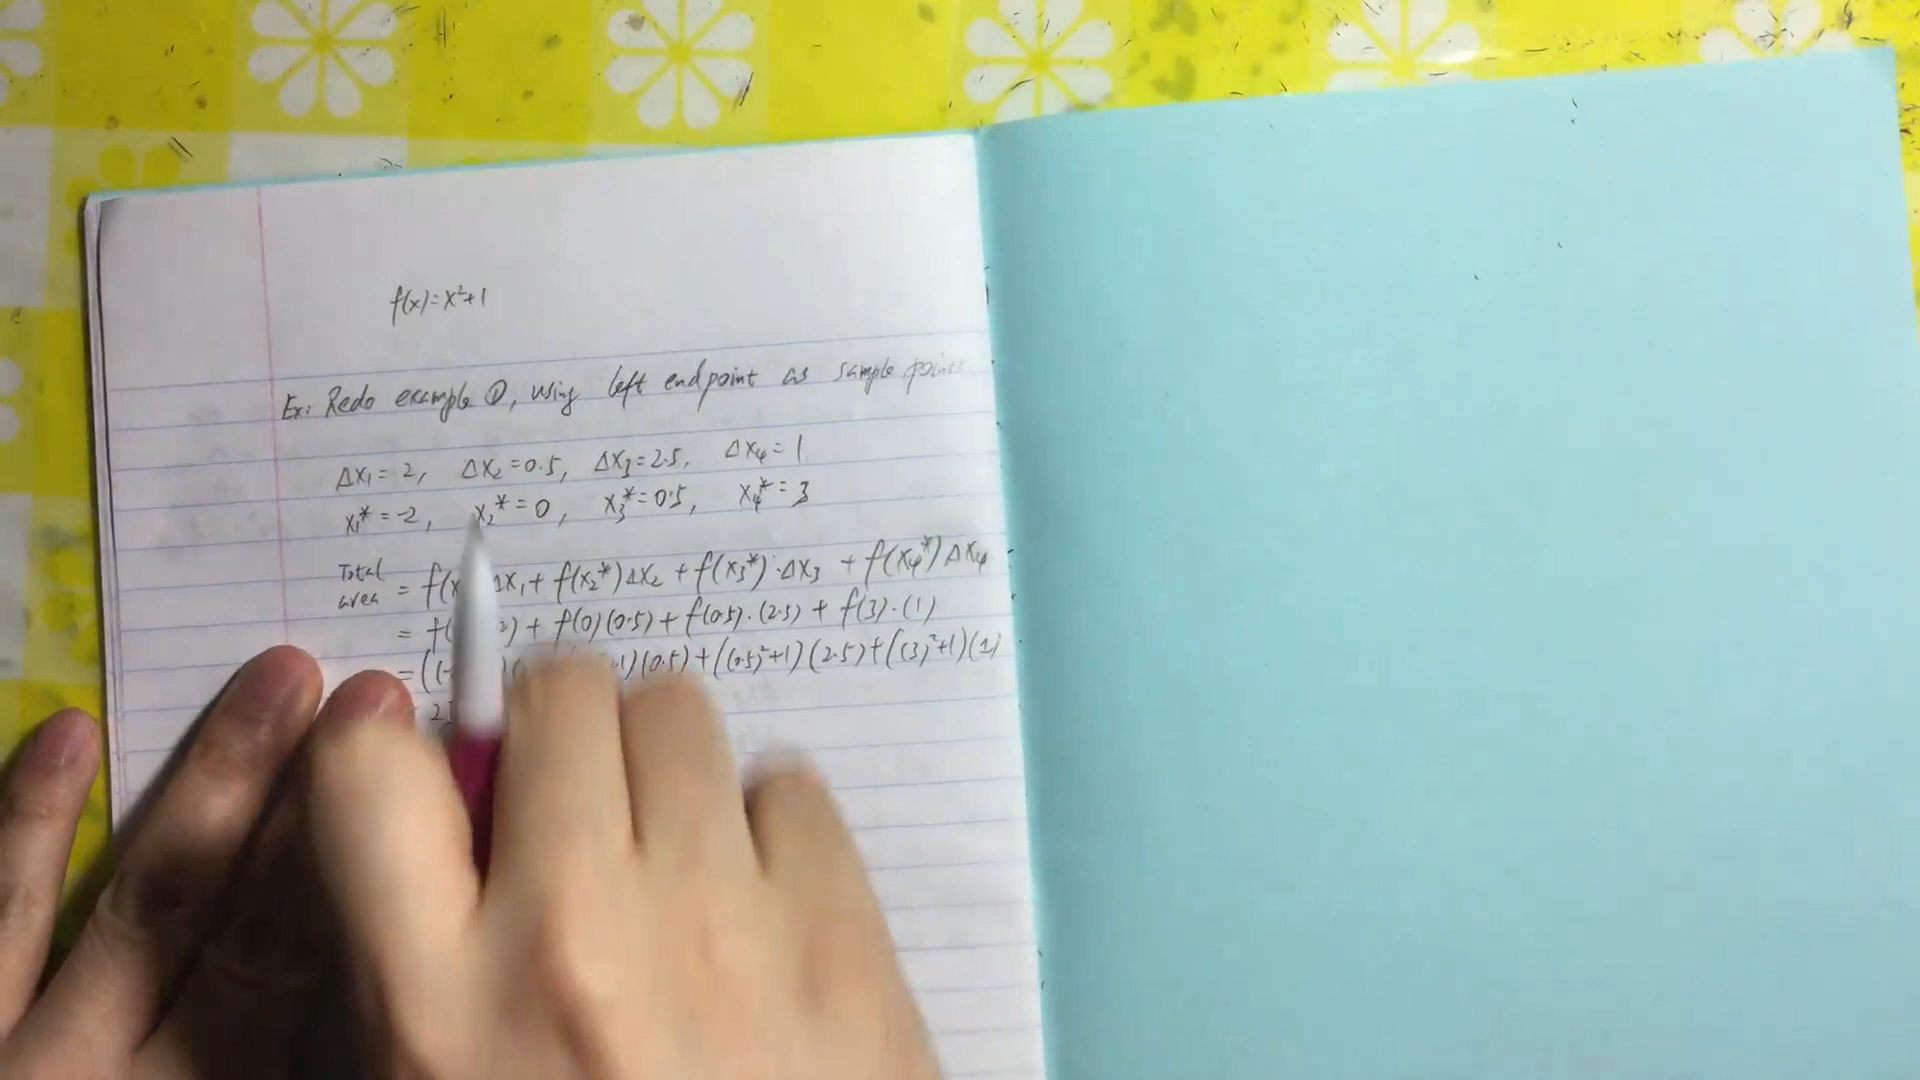 f(x)=x²+1
Ex: Redo example ①, using left endpoint as sample points
Δx₁ = 2, Δx₂ = 0.5, Δx₃ = 2.5, Δx₄ = 1
x₁* = -2, x₂* = 0, x₃* = 0.5, x₄* = 3
Total area = f(x Δx₁ + f(x₂*) Δx₂ + f(x₃*)·Δx₃ + f(x₄*) Δx₄
= f( 2) + f(0)(0.5) + f(0.5)·(2.5) + f(3)·(1)
= ((- +1)(0.5) + ((0.5)²+1)(2.5) + ((3)²+1)(1)